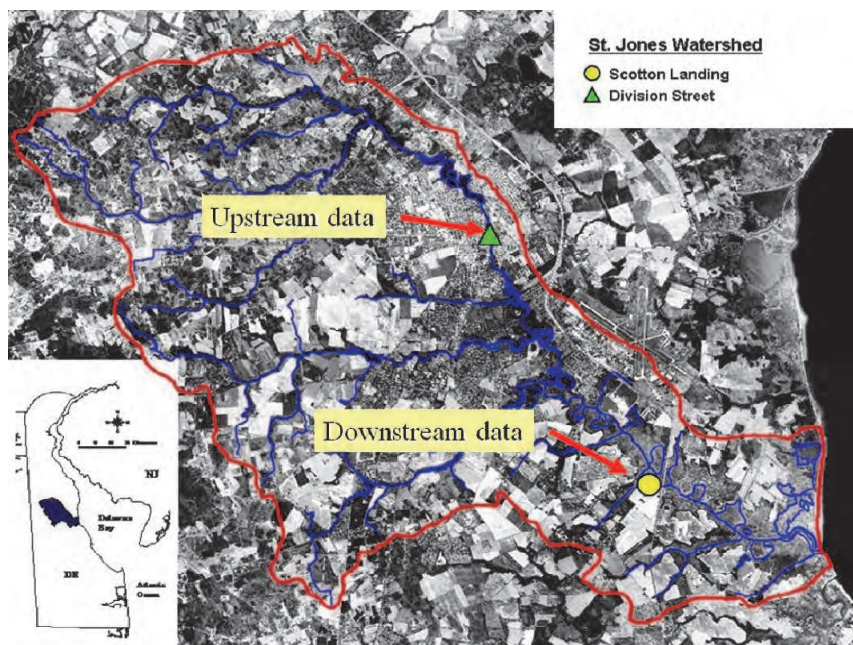 St. Jones Watershed
Scotton Landing
Division Street
Upstream data
Downstream data
NJ
Delaware
Bay
DE
Atlantic
Ocean